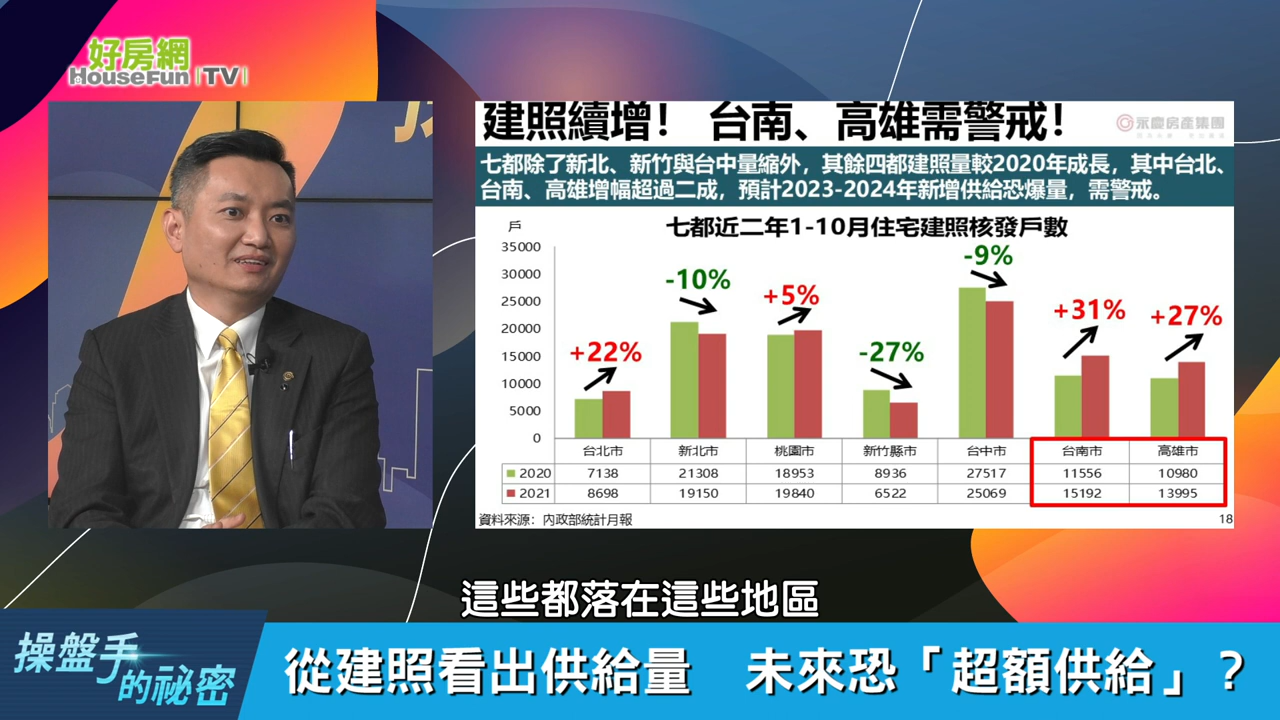 好房網
HouseFun TV
建照續增! 台南、高雄需警戒!
永慶房產集團
七都除了新北、新竹與台中量縮外，其餘四都建照量較2020年成長，其中台北、
台南、高雄增幅超過二成，預計2023-2024年新增供給恐爆量，需警戒。
七都近二年1-10月住宅建照核發戶數
戶
35000
30000
25000
20000
15000
10000
5000
0
+22%
-10%
+5%
-27%
-9%
+31%
+27%
台北市 新北市 桃園市 新竹縣市 台中市 台南市 高雄市
2020 7138 21308 18953 8936 27517 11556 10980
2021 8698 19150 19840 6522 25069 15192 13995
資料來源：內政部統計月報
18
這些都落在這些地區
操盤手
的祕密
從建照看出供給量 未來恐「超額供給」?